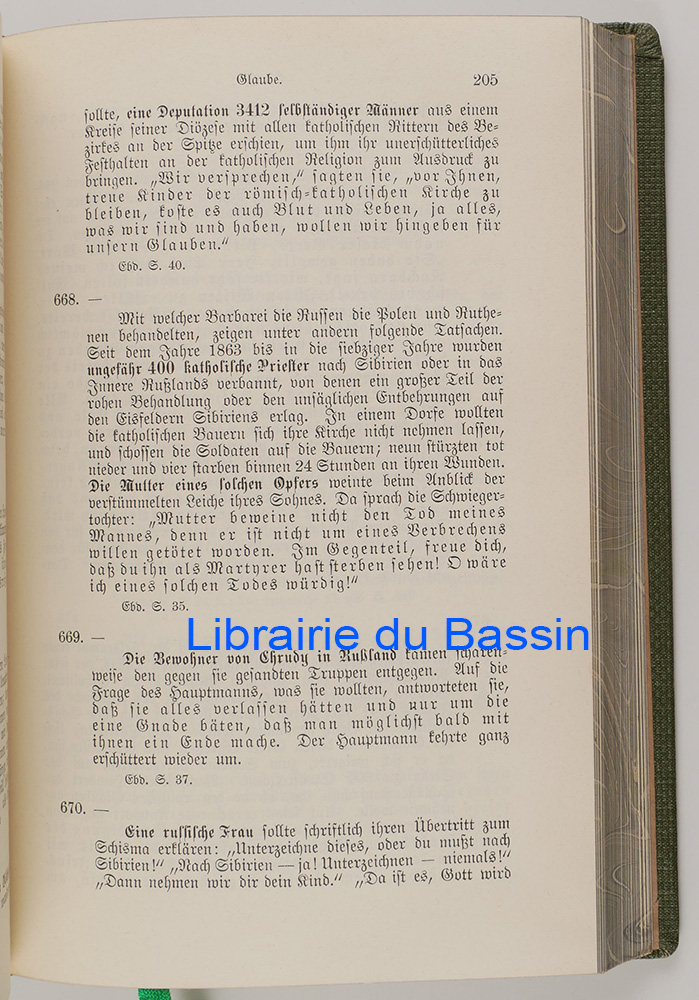 Glaube. 205
sollte, eine Deputation 3412 selbständiger Männer aus einem
Kreise seiner Diözese mit allen katholischen Rittern des Be-
zirkes an der Spitze erschien, um ihm ihr unerschütterliches
Festhalten an der katholischen Religion zum Ausdruck zu
bringen. „Wir versprechen,“ sagten sie, „vor Ihnen,
treue Kinder der römisch-katholischen Kirche zu
bleiben, koste es auch Blut und Leben, ja alles,
was wir sind und haben, wollen wir hingeben für
unsern Glauben.“
Ebd. S. 40.
668. —
Mit welcher Barbarei die Russen die Polen und Ruthe-
nen behandelten, zeigen unter andern folgende Tatsachen.
Seit dem Jahre 1863 bis in die siebziger Jahre wurden
ungefähr 400 katholische Priester nach Sibirien oder in das
Innere Rußlands verbannt, von denen ein großer Teil der
rohen Behandlung oder den unsäglichen Entbehrungen auf
den Eisfeldern Sibiriens erlag. In einem Dorfe wollten
die katholischen Bauern sich ihre Kirche nicht nehmen lassen,
und schossen die Soldaten auf die Bauern; neun stürzten tot
nieder und vier starben binnen 24 Stunden an ihren Wunden.
Die Mutter eines solchen Opfers weinte beim Anblick der
verstümmelten Leiche ihres Sohnes. Da sprach die Schwieger-
tochter: „Mutter beweine nicht den Tod meines
Mannes, denn er ist nicht um eines Verbrechens
willen getötet worden. Im Gegenteil, freue dich,
daß du ihn als Martyrer hast sterben sehen! O wäre
ich eines solchen Todes würdig!“
Ebd. S. 35.
669. —
Librairie du Bassin
Die Bewohner von Chrudy in Rußland kamen scharen-
weise den gegen sie gesandten Truppen entgegen. Auf die
Frage des Hauptmanns, was sie wollten, antworteten sie,
daß sie alles verlassen hätten und nur um die
eine Gnade bäten, daß man möglichst bald mit
ihnen ein Ende mache. Der Hauptmann kehrte ganz
erschüttert wieder um.
Ebd. S. 37.
670. —
Eine russische Frau sollte schriftlich ihren Übertritt zum
Schisma erklären: „Unterzeichne dieses, oder du mußt nach
Sibirien!“ „Nach Sibirien — ja! Unterzeichnen — niemals!“
„Dann nehmen wir dir dein Kind.“ „Da ist es, Gott wird